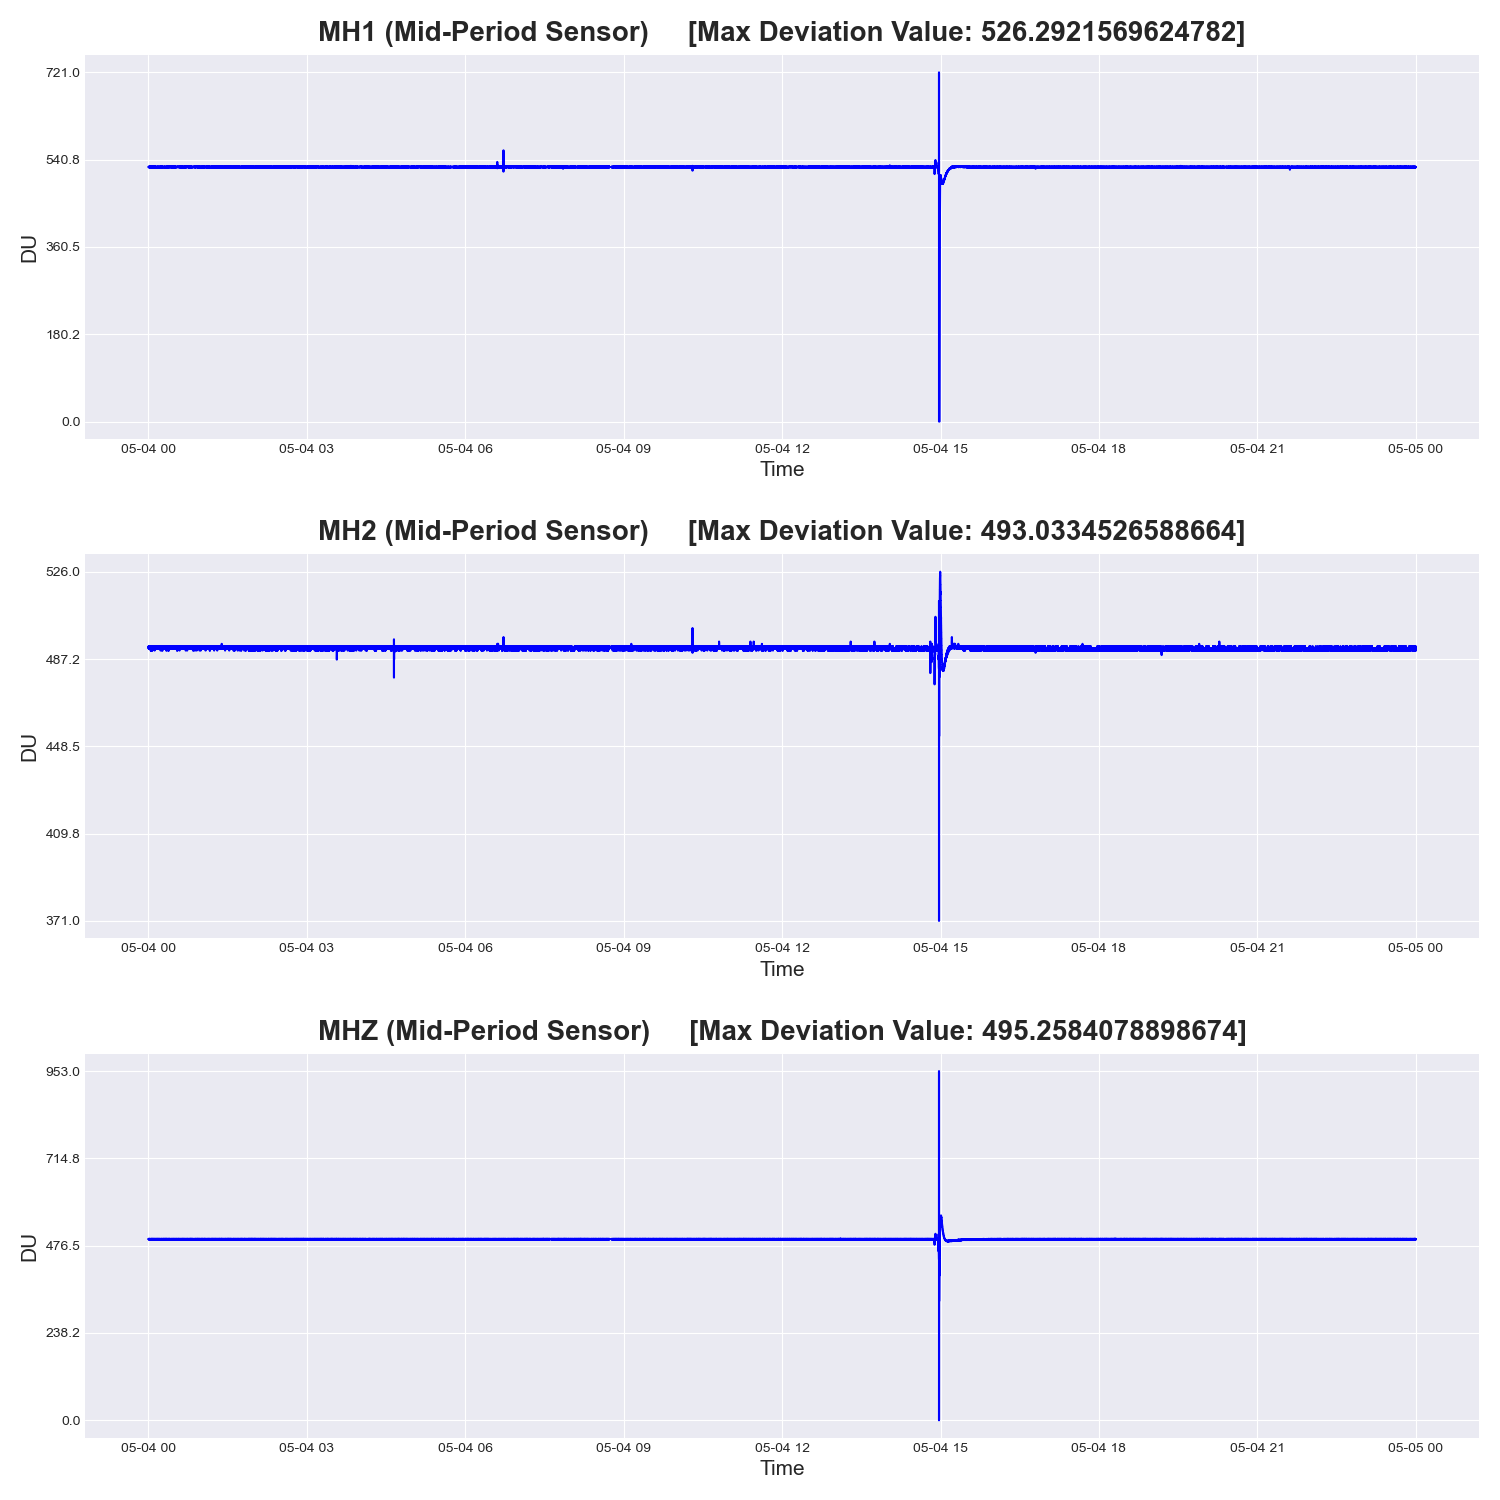 MH1 (Mid-Period Sensor) [Max Deviation Value: 526.2921569624782]
721.0
540.8
360.5
180.2
0.0
DU
05-04 00 05-04 03 05-04 06 05-04 09 05-04 12 05-04 15 05-04 18 05-04 21 05-05 00
Time
MH2 (Mid-Period Sensor) [Max Deviation Value: 493.0334526588664]
526.0
487.2
448.5
409.8
371.0
DU
05-04 00 05-04 03 05-04 06 05-04 09 05-04 12 05-04 15 05-04 18 05-04 21 05-05 00
Time
MHZ (Mid-Period Sensor) [Max Deviation Value: 495.2584078898674]
953.0
714.8
476.5
238.2
0.0
DU
05-04 00 05-04 03 05-04 06 05-04 09 05-04 12 05-04 15 05-04 18 05-04 21 05-05 00
Time